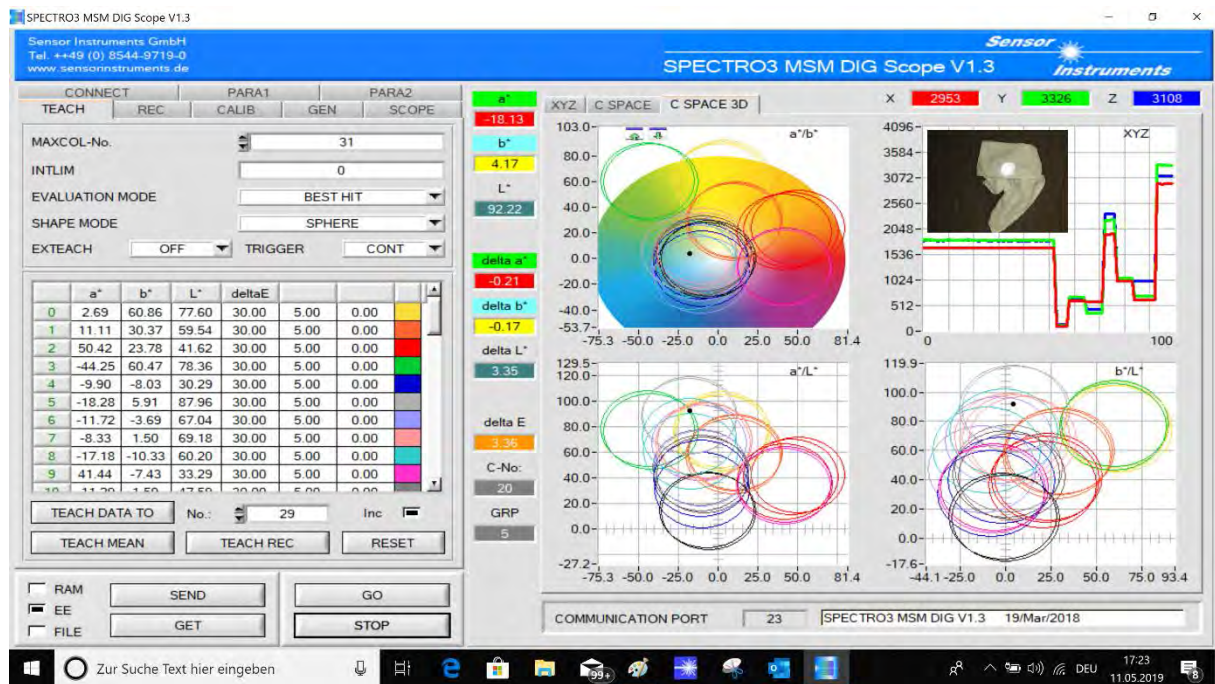 SPECTRO3 MSM DIG Scope V1.3
Sensor Instruments GmbH
Tel. ++49 (0) 8544-9719-0
www.sensorinstruments.de
Sensor
Instruments
SPECTRO3 MSM DIG Scope V1.3
CONNECT PARA1 PARA2
TEACH REC CALIB GEN SCOPE
MAXCOL-No. 31
INTLIM 0
EVALUATION MODE BEST HIT
SHAPE MODE SPHERE
EXTEACH OFF TRIGGER CONT
a* b* L* deltaE
0 2.69 60.86 77.60 30.00 5.00 0.00
1 11.11 30.37 59.54 30.00 5.00 0.00
2 50.42 23.78 41.62 30.00 5.00 0.00
3 -44.25 60.47 78.36 30.00 5.00 0.00
4 -9.90 -8.03 30.29 30.00 5.00 0.00
5 -18.28 5.91 87.96 30.00 5.00 0.00
6 -11.72 -3.69 67.04 30.00 5.00 0.00
7 -8.33 1.50 69.18 30.00 5.00 0.00
8 -17.18 -10.33 60.20 30.00 5.00 0.00
9 41.44 -7.43 33.29 30.00 5.00 0.00
TEACH DATA TO No.: 29 Inc
TEACH MEAN TEACH REC RESET
RAM
EE
FILE
SEND GO
GET STOP
a*
-18.13
b*
4.17
L*
92.22
delta a*
-0.21
delta b*
-0.17
delta L*
3.35
delta E
3.36
C-No:
20
GRP
5
XYZ C SPACE C SPACE 3D
X 2953 Y 3326 Z 3108
a*/b*
103.0
80.0
60.0
40.0
20.0
0.0
-20.0
-40.0
-53.7
-75.3 -50.0 -25.0 0.0 25.0 50.0 81.4
XYZ
4096
3584
3072
2560
2048
1536
1024
512
0
0 100
a*/L*
129.5
120.0
100.0
80.0
60.0
40.0
20.0
0.0
-27.2
-75.3 -50.0 -25.0 0.0 25.0 50.0 81.4
b*/L*
119.9
100.0
80.0
60.0
40.0
20.0
0.0
-17.6
-44.1 -25.0 0.0 25.0 50.0 75.0 93.4
COMMUNICATION PORT 23 SPECTRO3 MSM DIG V1.3 19/Mar/2018
Zur Suche Text hier eingeben
99+
DEU
17:23
11.05.2019
8